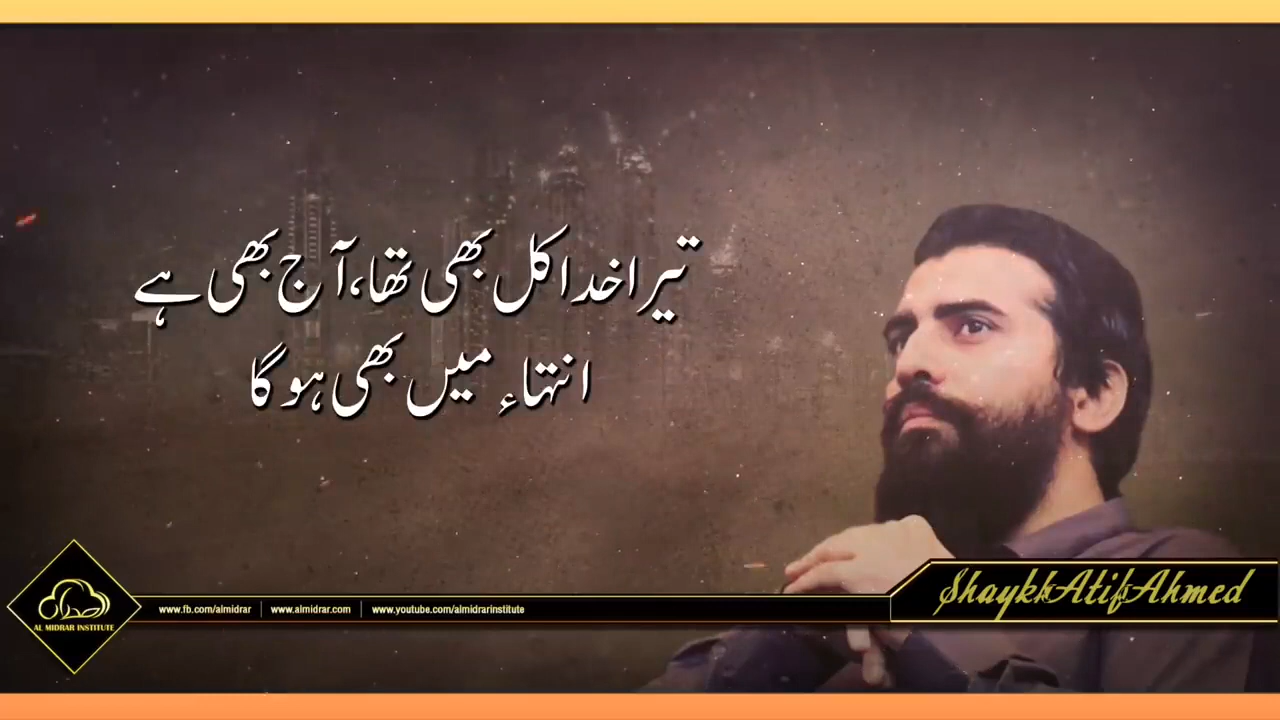 تیرا خدا کل بھی تھا، آج بھی ہے
انتہاء میں بھی ہو گا
ShaykhAtifAhmed
www.fb.com/almidrar | www.almidrar.com | www.youtube.com/almidrarinstitute
AL MIDRAR INSTITUTE